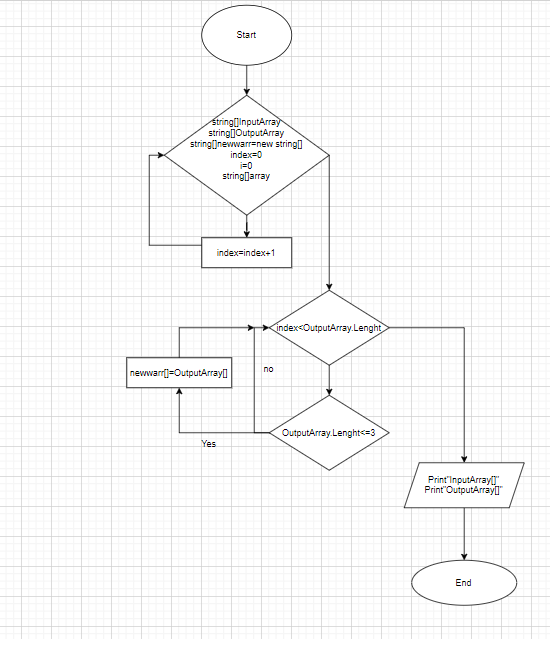 Start
string[]InputArray
string[]OutputArray
string[]newwarr=new string[]
index=0
i=0
string[]array
index=index+1
index<OutputArray.Lenght
no
newwarr[]=OutputArray[]
OutputArray.Lenght<=3
Yes
Print"InputArray[]"
Print"OutputArray[]"
End